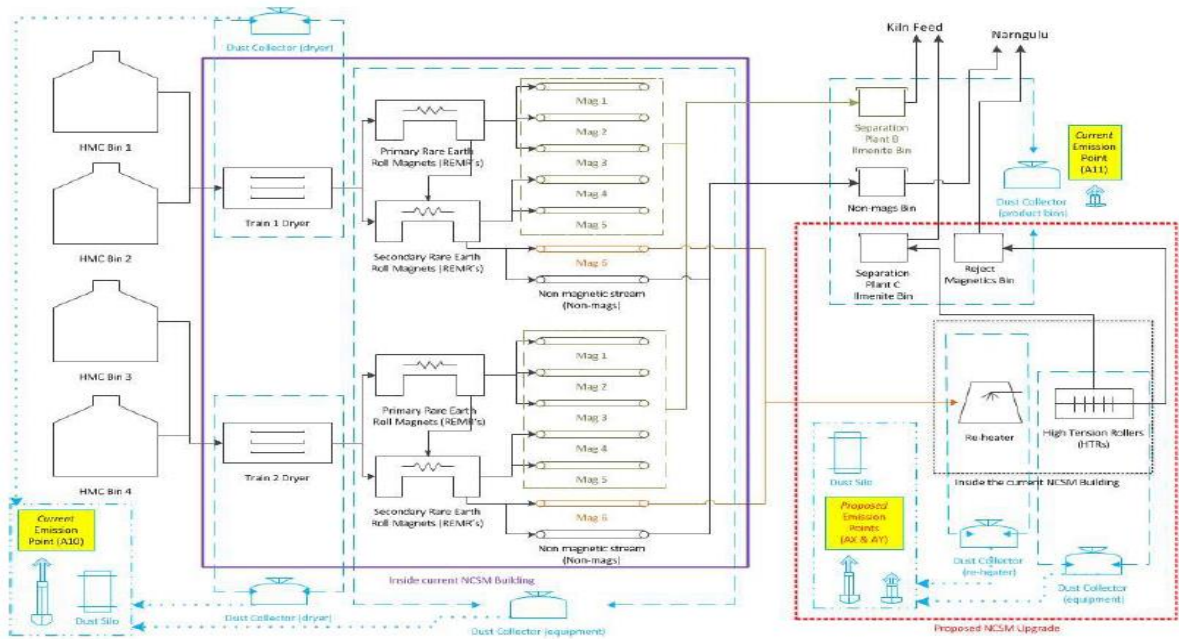 Kiln Feed
Narngulu
Dust Collector (dryer)
HMC Bin 1
HMC Bin 2
HMC Bin 3
HMC Bin 4
Train 1 Dryer
Primary Rare Earth
Roll Magnets (REMR's)
Secondary Rare Earth
Roll Magnets (REMR's)
Mag 1
Mag 2
Mag 3
Mag 4
Mag 5
Mag 6
Non magnetic stream
(Non-mags)
Train 2 Dryer
Primary Rare Earth
Roll Magnets (REMR's)
Secondary Rare Earth
Roll Magnets (REMR's)
Mag 1
Mag 2
Mag 3
Mag 4
Mag 5
Mag 6
Non magnetic stream
(Non-mags)
Inside current NCSM Building
Separation
Plant B
Ilmenite Bin
Non-mags Bin
Dust Collector
(product bins)
Current
Emission
Point
(A11)
Separation
Plant C
Ilmenite Bin
Reject
Magnetics Bin
Re-heater
High Tension Rollers
(HTRs)
Inside the current NCSM Building
Dust Silo
Proposed
Emission
Points
(AX & AY)
Dust Collector
(re-heater)
Dust Collector
(equipment)
Proposed NCSM Upgrade
Current
Emission
Point (A10)
Dust Silo
Dust Collector (dryer)
Dust Collector (equipment)